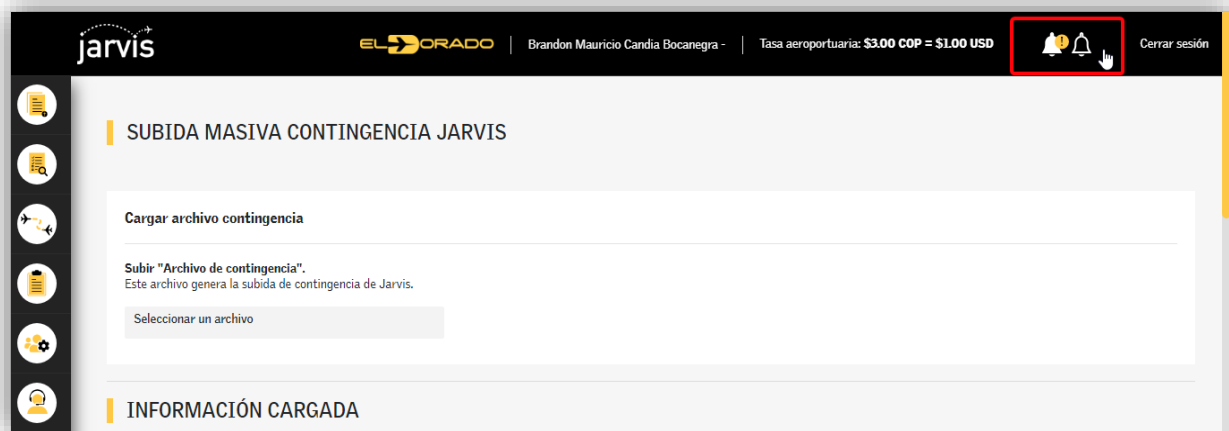 jarvis
EL DORADO
Brandon Mauricio Candia Bocanegra -
Tasa aeroportuaria: $3.00 COP = $1.00 USD
!
Cerrar sesión
SUBIDA MASIVA CONTINGENCIA JARVIS
Cargar archivo contingencia
Subir "Archivo de contingencia".
Este archivo genera la subida de contingencia de Jarvis.
Seleccionar un archivo
INFORMACIÓN CARGADA